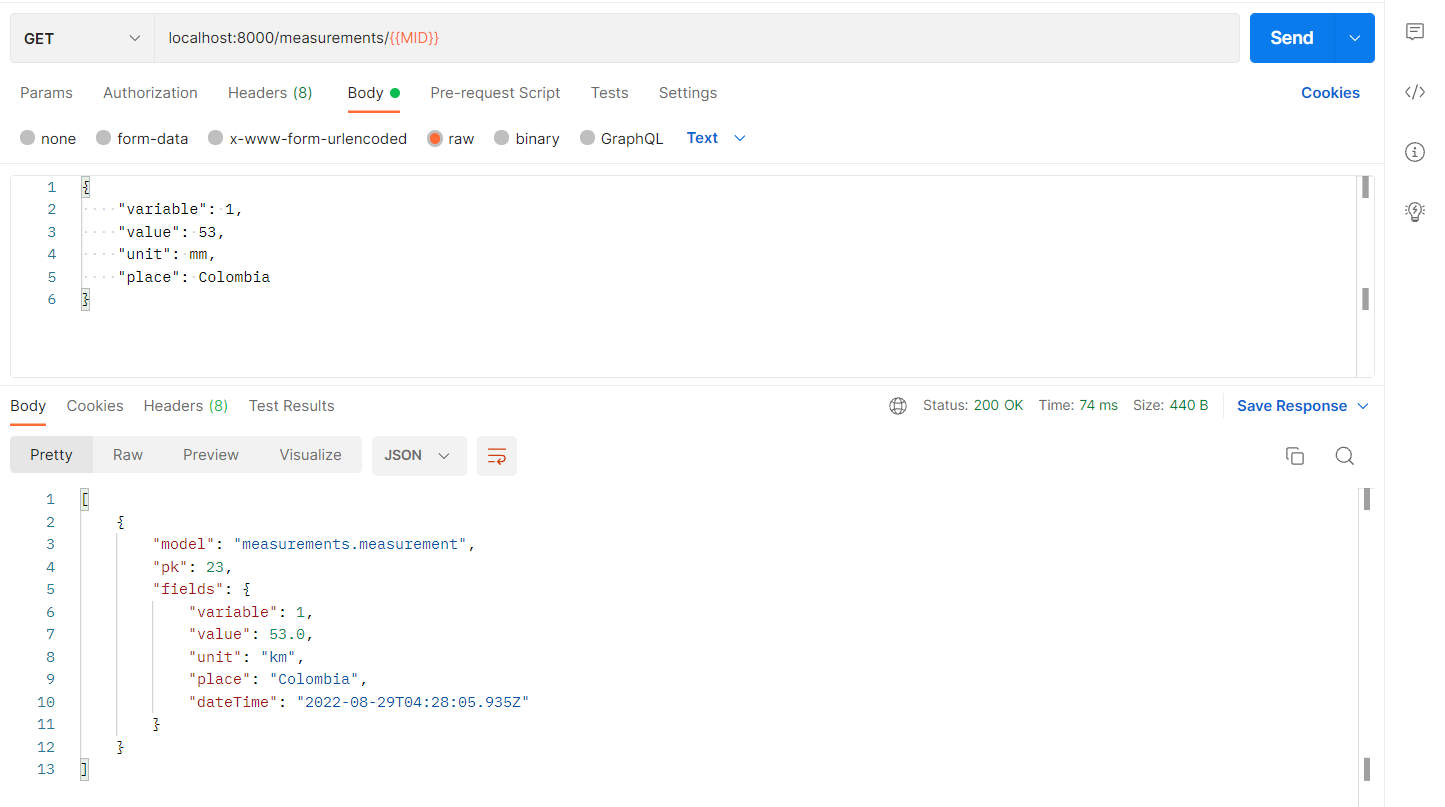 GET localhost:8000/measurements/{{MID}} Send
Params Authorization Headers (8) Body Pre-request Script Tests Settings Cookies
none form-data x-www-form-urlencoded raw binary GraphQL Text
1 {
2 "variable": 1,
3 "value": 53,
4 "unit": mm,
5 "place": Colombia
6 }
Body Cookies Headers (8) Test Results Status: 200 OK Time: 74 ms Size: 440 B Save Response
Pretty Raw Preview Visualize JSON
1 [
2 {
3 "model": "measurements.measurement",
4 "pk": 23,
5 "fields": {
6 "variable": 1,
7 "value": 53.0,
8 "unit": "km",
9 "place": "Colombia",
10 "dateTime": "2022-08-29T04:28:05.935Z"
11 }
12 }
13 ]